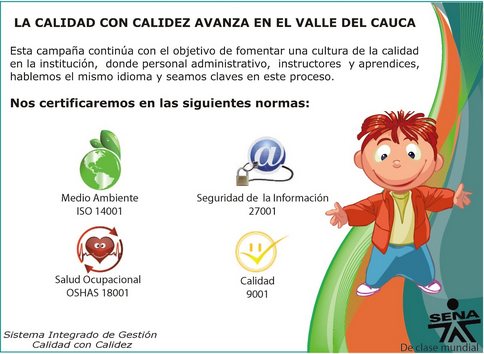 LA CALIDAD CON CALIDEZ AVANZA EN EL VALLE DEL CAUCA
Esta campaña continúa con el objetivo de fomentar una cultura de la calidad
en la institución, donde personal administrativo, instructores y aprendices,
hablemos el mismo idioma y seamos claves en este proceso.
Nos certificaremos en las siguientes normas:
Medio Ambiente
ISO 14001
Seguridad de la Información
27001
Salud Ocupacional
OSHAS 18001
Calidad
9001
Sistema Integrado de Gestión
Calidad con Calidez
SENA
De clase mundial